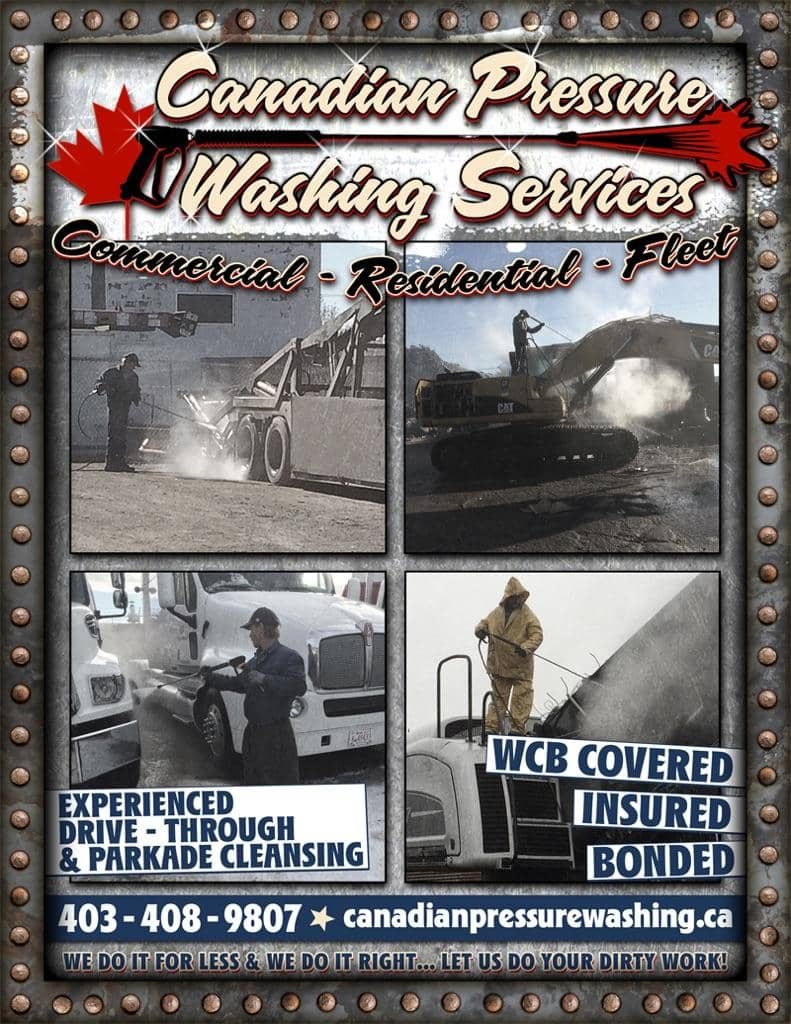 Canadian Pressure
Washing Services
Commercial - Residential - Fleet
CAT
EXPERIENCED
DRIVE - THROUGH
& PARKADE CLEANSING
WCB COVERED
INSURED
BONDED
403 - 408 - 9807 ★ canadianpressurewashing.ca
WE DO IT FOR LESS & WE DO IT RIGHT... LET US DO YOUR DIRTY WORK!